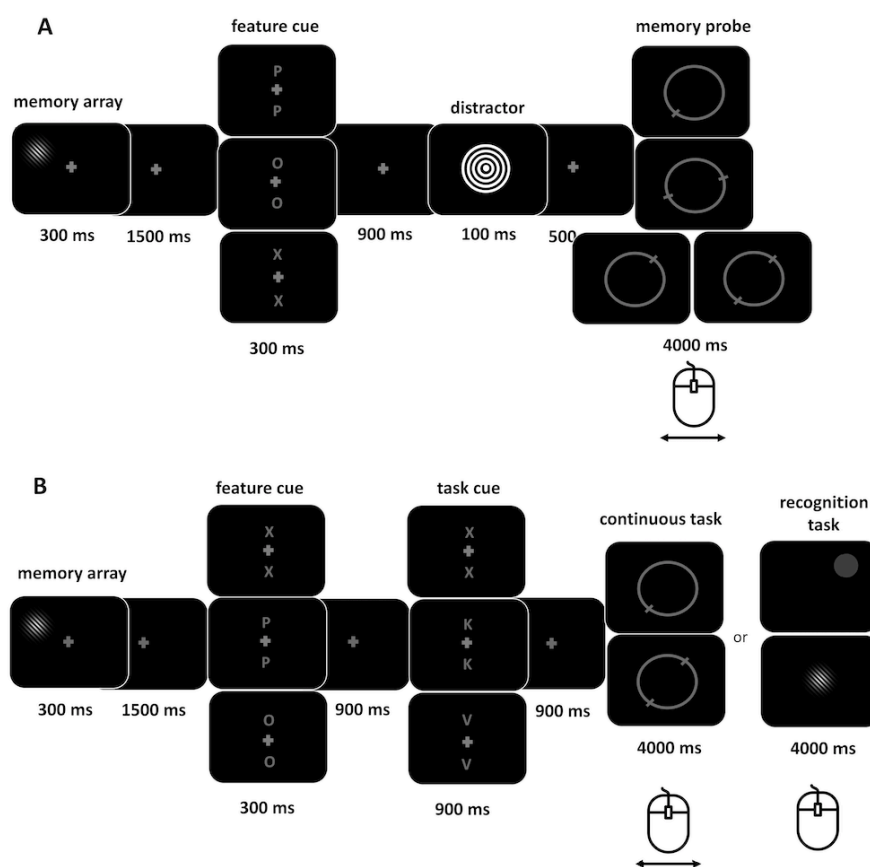 A
feature cue
memory probe
memory array
distractor
P
P
O
O
X
X
300 ms
1500 ms
900 ms
100 ms
500
300 ms
4000 ms
B
feature cue
task cue
continuous task
recognition
task
memory array
X
X
X
X
P
P
K
K
or
O
O
V
V
300 ms
1500 ms
900 ms
900 ms
4000 ms
4000 ms
300 ms
900 ms